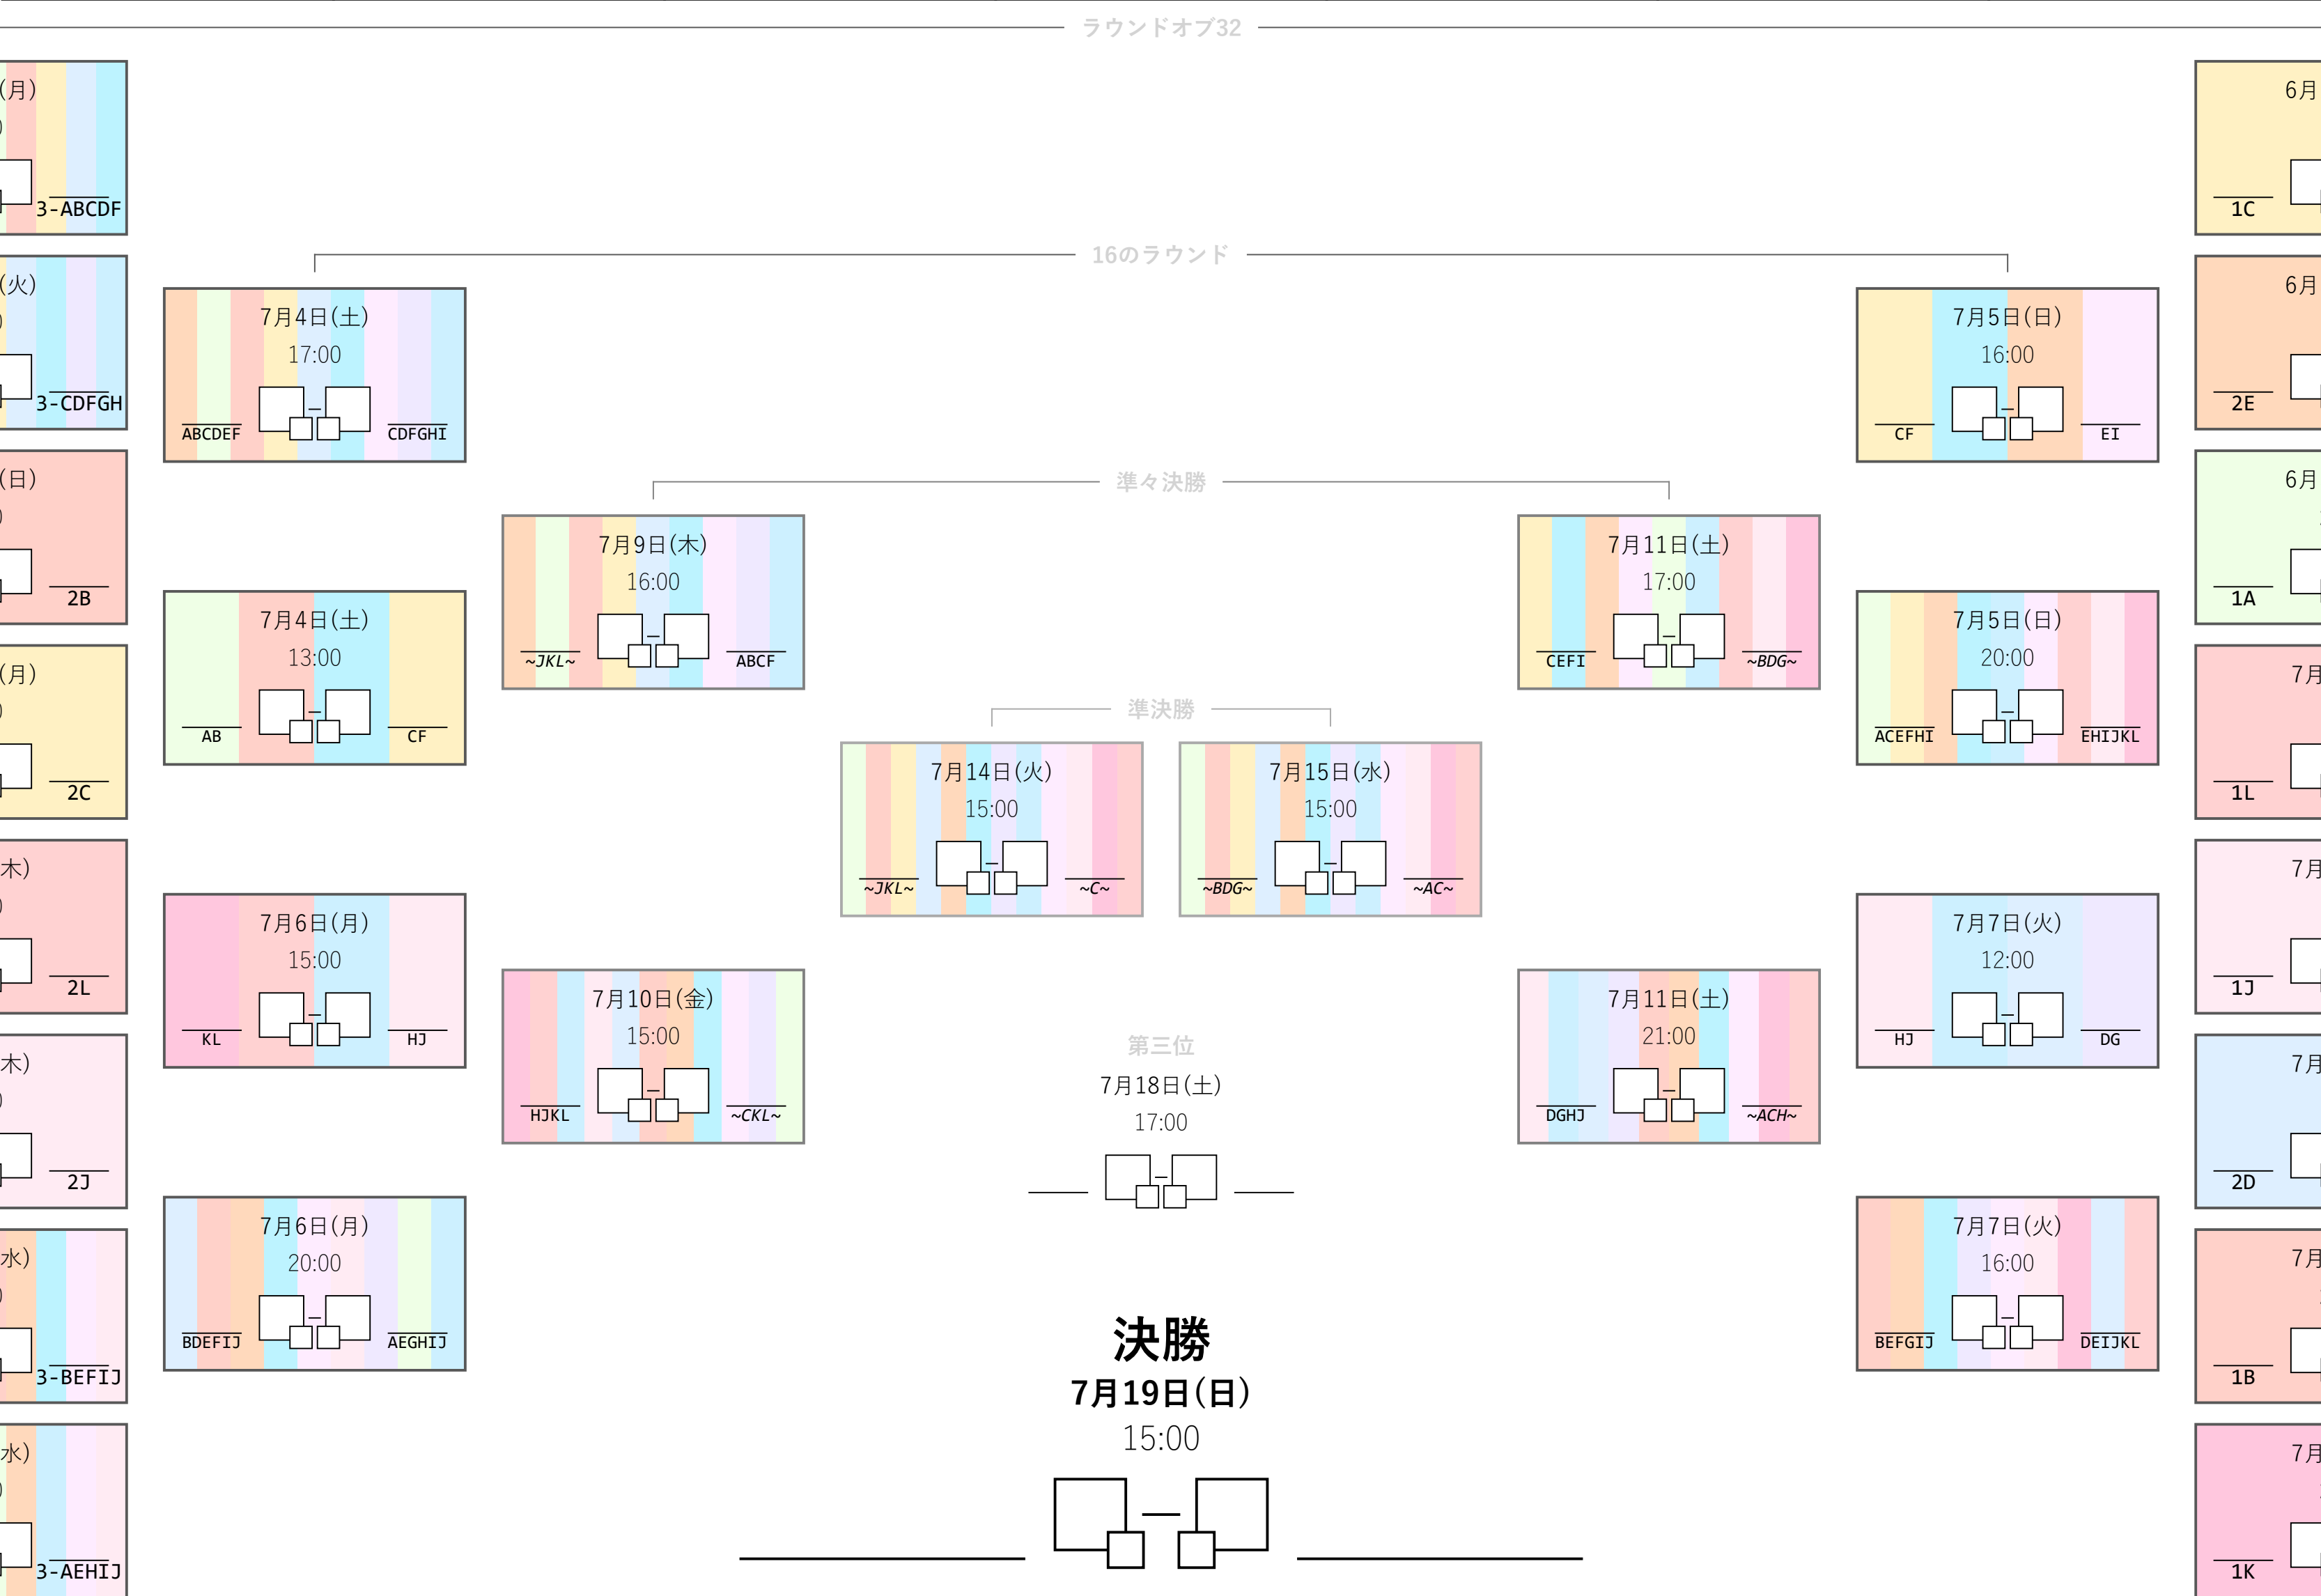 ラウンドオブ32
(月)
3-ABCDF
(火)
3-CDFGH
(日)
2B
(月)
2C
木)
2L
木)
2J
水)
3-BEFIJ
水)
3-AEHIJ
16のラウンド
7月4日(土)
17:00
ABCDEF
CDFGHI
7月4日(土)
13:00
AB
CF
7月6日(月)
15:00
KL
HJ
7月6日(月)
20:00
BDEFIJ
AEGHIJ
準々決勝
7月9日(木)
16:00
~JKL~
ABCF
7月10日(金)
15:00
HJKL
~CKL~
準決勝
7月14日(火)
15:00
~JKL~
~C~
7月15日(水)
15:00
~BDG~
~AC~
第三位
7月18日(土)
17:00
決勝
7月19日(日)
15:00
7月11日(土)
17:00
CEFI
~BDG~
7月11日(土)
21:00
DGHJ
~ACH~
7月5日(日)
16:00
CF
EI
7月5日(日)
20:00
ACEFHI
EHIJKL
7月7日(火)
12:00
HJ
DG
7月7日(火)
16:00
BEFGIJ
DEIJKL
6月
1C
6月
2E
6月
1A
7月
1L
7月
1J
7月
2D
7月
1B
7月
1K